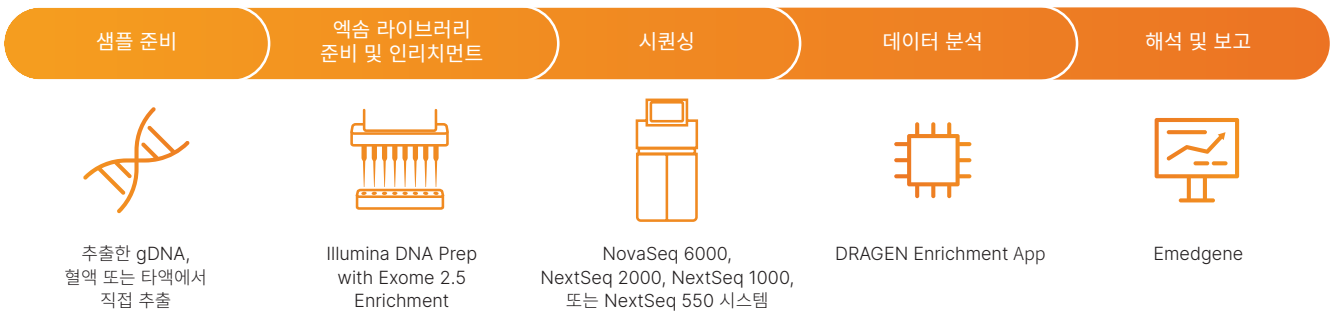 샘플 준비
엑솜 라이브러리
준비 및 인리치먼트
시퀀싱
데이터 분석
해석 및 보고
추출한 gDNA,
혈액 또는 타액에서
직접 추출
Illumina DNA Prep
with Exome 2.5
Enrichment
NovaSeq 6000,
NextSeq 2000, NextSeq 1000,
또는 NextSeq 550 시스템
DRAGEN Enrichment App
Emedgene